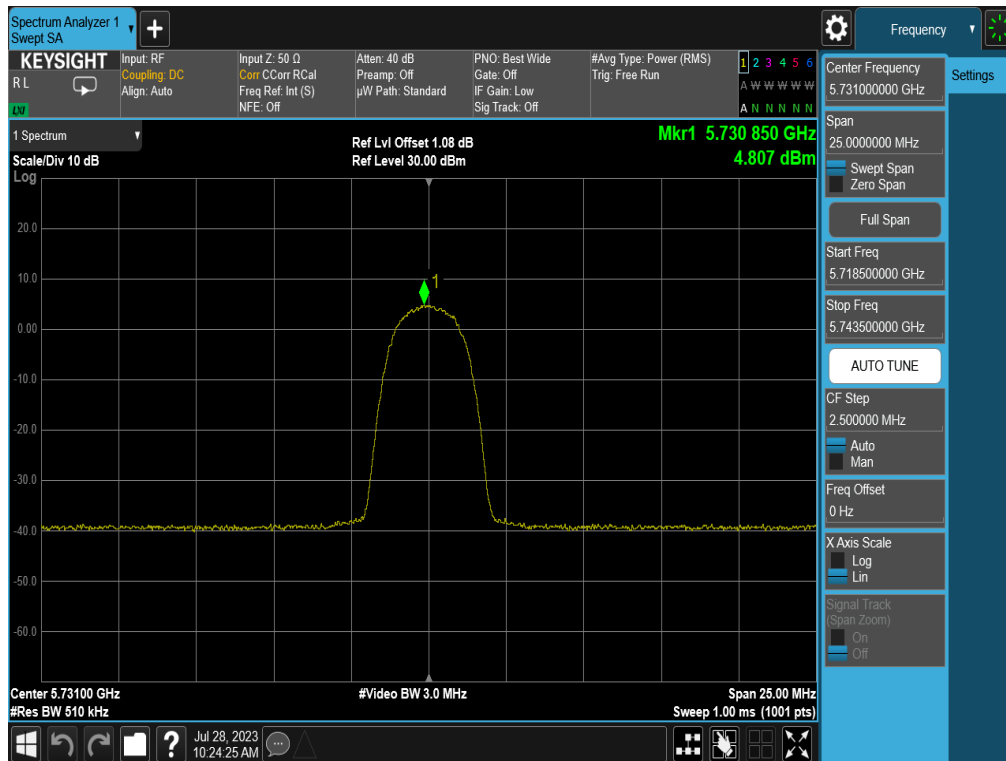 Spectrum Analyzer 1
Swept SA
Frequency
KEYSIGHT
R L
LXI
Input: RF
Coupling: DC
Align: Auto
Input Z: 50 Ω
Corr CCorr RCal
Freq Ref: Int (S)
NFE: Off
Atten: 40 dB
Preamp: Off
µW Path: Standard
PNO: Best Wide
Gate: Off
IF Gain: Low
Sig Track: Off
#Avg Type: Power (RMS)
Trig: Free Run
1 2 3 4 5 6
A W W W W W
A N N N N N
1 Spectrum
Scale/Div 10 dB
Log
Ref Lvl Offset 1.08 dB
Ref Level 30.00 dBm
Mkr1 5.730 850 GHz
4.807 dBm
20.0
10.0
0.00
-10.0
-20.0
-30.0
-40.0
-50.0
-60.0
1
Center 5.73100 GHz
#Res BW 510 kHz
#Video BW 3.0 MHz
Span 25.00 MHz
Sweep 1.00 ms (1001 pts)
Center Frequency
5.731000000 GHz
Settings
Span
25.0000000 MHz
Swept Span
Zero Span
Full Span
Start Freq
5.718500000 GHz
Stop Freq
5.743500000 GHz
AUTO TUNE
CF Step
2.500000 MHz
Auto
Man
Freq Offset
0 Hz
X Axis Scale
Log
Lin
Signal Track
(Span Zoom)
On
Off
?
Jul 28, 2023
10:24:25 AM